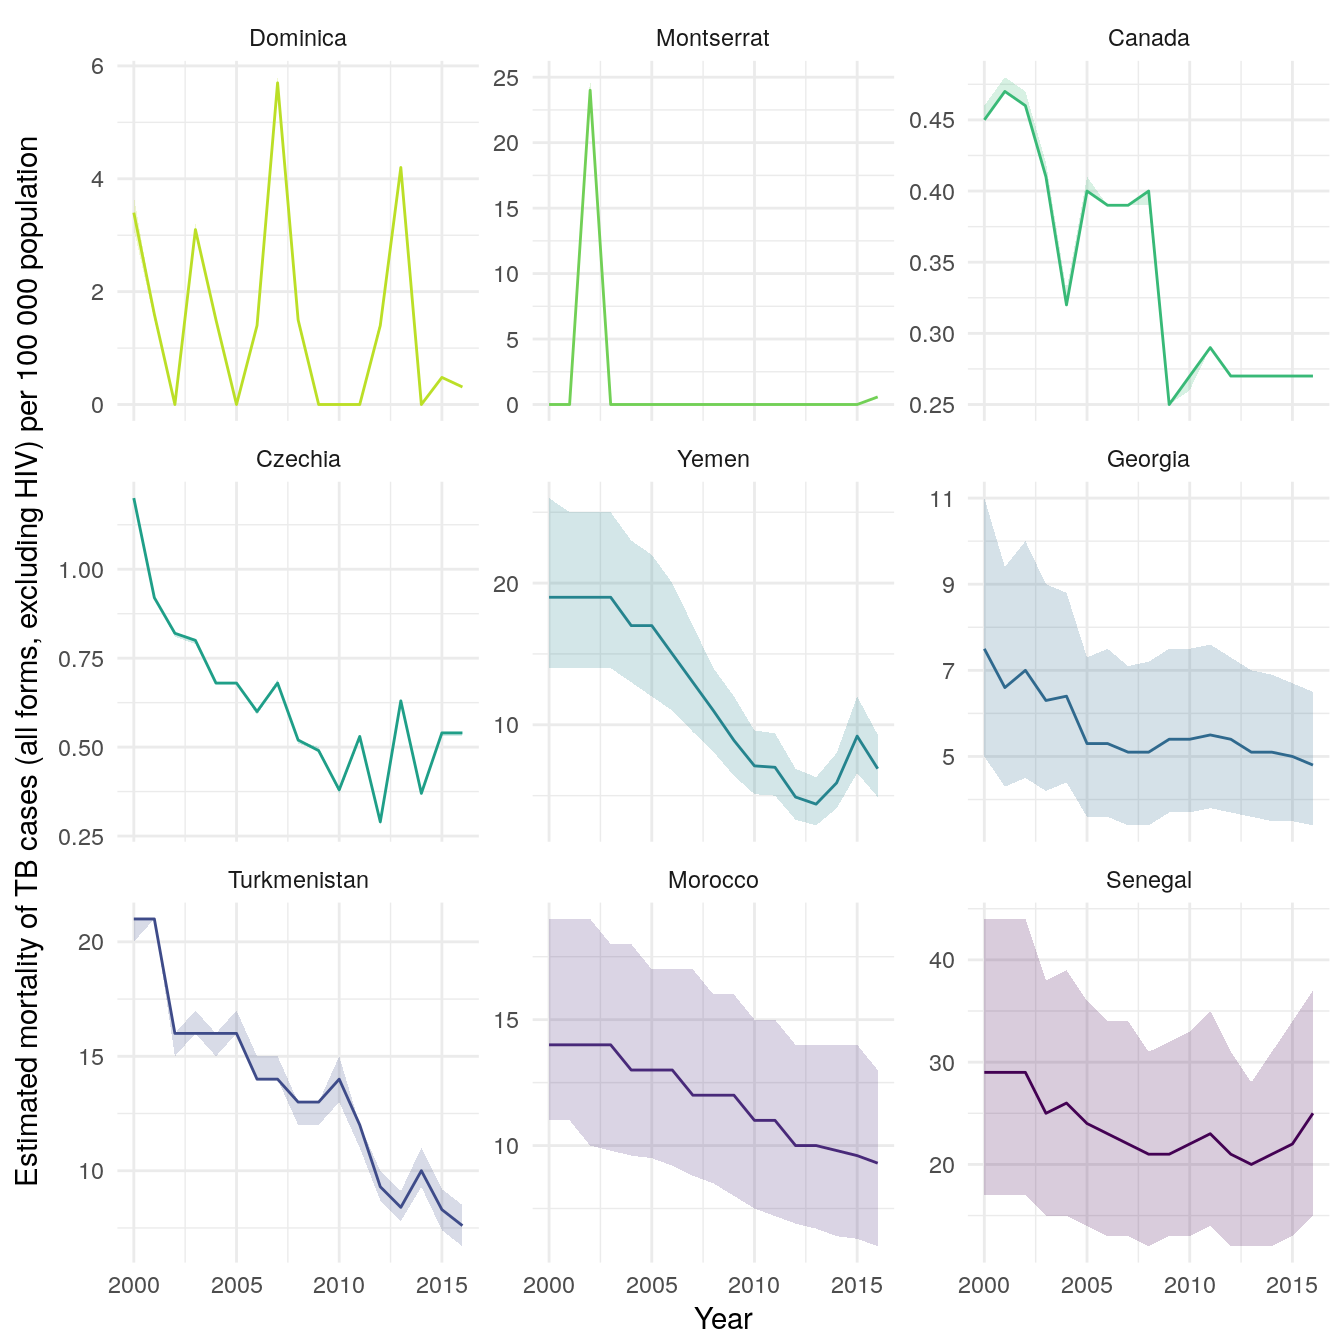 Estimated mortality of TB cases (all forms, excluding HIV) per 100 000 population
Dominica
6
4
2
0
Montserrat
25
20
15
10
5
0
Canada
0.45
0.40
0.35
0.30
0.25
Czechia
1.00
0.75
0.50
0.25
Yemen
20
10
Georgia
11
9
7
5
Turkmenistan
20
15
10
2000 2005 2010 2015
Morocco
15
10
2000 2005 2010 2015
Senegal
40
30
20
2000 2005 2010 2015
Year